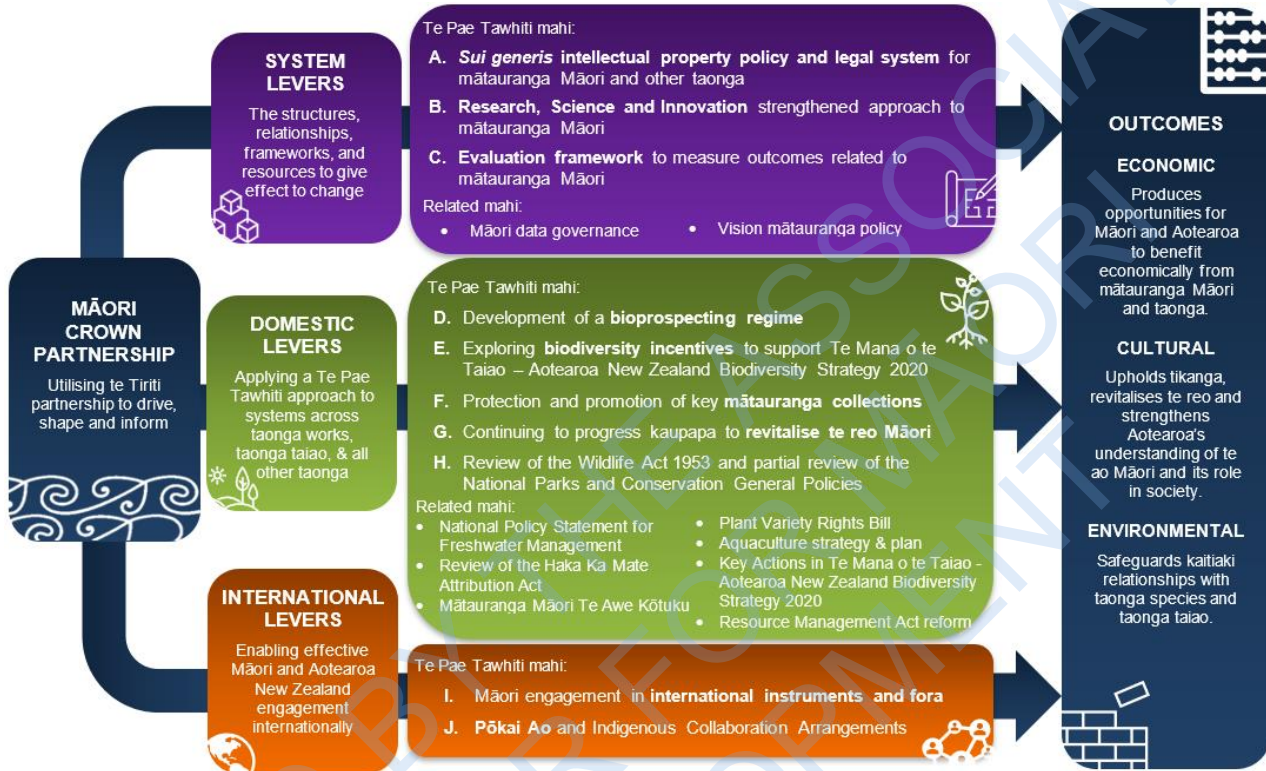 MĀORI
CROWN
PARTNERSHIP
Utilising te Tiriti
partnership to drive,
shape and inform
SYSTEM
LEVERS
The structures,
relationships,
frameworks, and
resources to give
effect to change
Te Pae Tawhiti mahi:
A. Sui generis intellectual property policy and legal system for
mātauranga Māori and other taonga
B. Research, Science and Innovation strengthened approach to
mātauranga Māori
C. Evaluation framework to measure outcomes related to
mātauranga Māori
Related mahi:
• Māori data governance
• Vision mātauranga policy
DOMESTIC
LEVERS
Applying a Te Pae
Tawhiti approach to
systems across
taonga works,
taonga taiao, & all
other taonga
Te Pae Tawhiti mahi:
D. Development of a bioprospecting regime
E. Exploring biodiversity incentives to support Te Mana o te
Taiao – Aotearoa New Zealand Biodiversity Strategy 2020
F. Protection and promotion of key mātauranga collections
G. Continuing to progress kaupapa to revitalise te reo Māori
H. Review of the Wildlife Act 1953 and partial review of the
National Parks and Conservation General Policies
Related mahi:
• National Policy Statement for
Freshwater Management
• Review of the Haka Ka Mate
Attribution Act
• Mātauranga Māori Te Awe Kōtuku
• Plant Variety Rights Bill
• Aquaculture strategy & plan
• Key Actions in Te Mana o te Taiao -
Aotearoa New Zealand Biodiversity
Strategy 2020
• Resource Management Act reform
INTERNATIONAL
LEVERS
Enabling effective
Māori and Aotearoa
New Zealand
engagement
internationally
Te Pae Tawhiti mahi:
I. Māori engagement in international instruments and fora
J. Pōkai Ao and Indigenous Collaboration Arrangements
OUTCOMES
ECONOMIC
Produces
opportunities for
Māori and Aotearoa
to benefit
economically from
mātauranga Māori
and taonga.
CULTURAL
Upholds tikanga,
revitalises te reo and
strengthens
Aotearoa's
understanding of te
ao Māori and its role
in society.
ENVIRONMENTAL
Safeguards kaitiaki
relationships with
taonga species and
taonga taiao.
BY THE ASSOCIA
FOR MĀORI
OPMENT